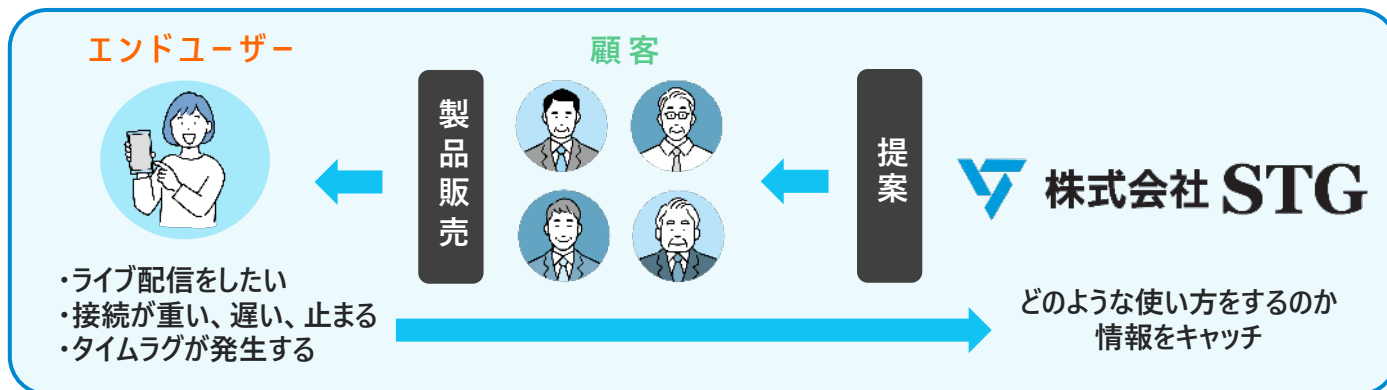 エンドユーザー
顧客
製品販売
提案
株式会社 STG
・ライブ配信をしたい
・接続が重い、遅い、止まる
・タイムラグが発生する
どのような使い方をするのか
情報をキャッチ